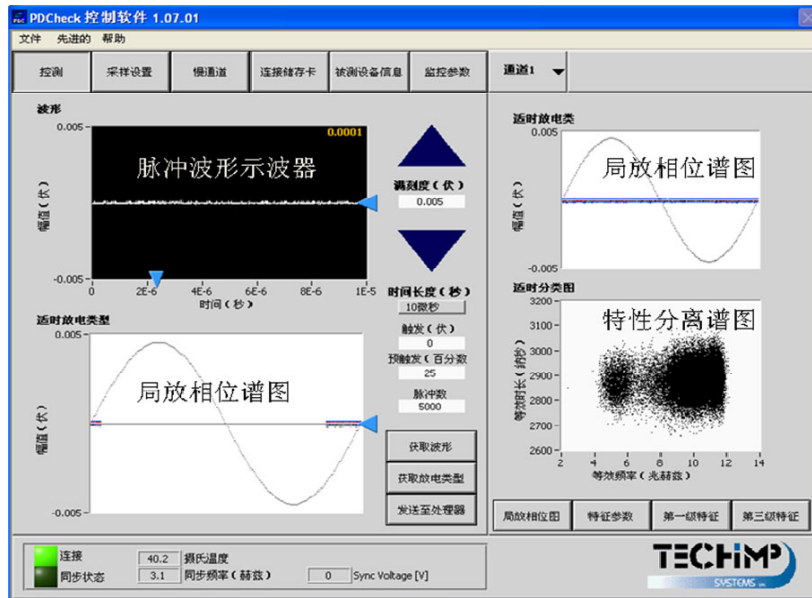 PDCheck 控制软件 1.07.01
文件 先进的 帮助
控测 采样设置 慢通道 连接储存卡 被测设备信息 监控参数 通道1
波形
0.005
0.0001
脉冲波形示波器
幅值(伏)
-0.005
0 2E-6 4E-6 6E-6 8E-6 1E-5
时间(秒)
满刻度(伏)
0.005
时间长度(秒)
10微秒
触发(伏)
0
预触发(百分数
25
脉冲数
5000
获取波形
获取放电类型
发送至处理器
适时放电类型
0.005
局放相位谱图
幅值(伏)
-0.005
适时放电类
0.005
局放相位谱图
幅值(伏)
-0.005
适时分类图
3200
3100
3000
2900
2800
2700
2600
特性分离谱图
等效时长(纳秒)
2 4 6 8 10 12 14
等效频率(兆赫兹)
局放相位图 特征参数 第一级特征 第三级特征
连接 40.2 摄氏温度
同步状态 3.1 同步频率(赫兹) 0 Sync Voltage [V]
TECHIMP
SYSTEMS